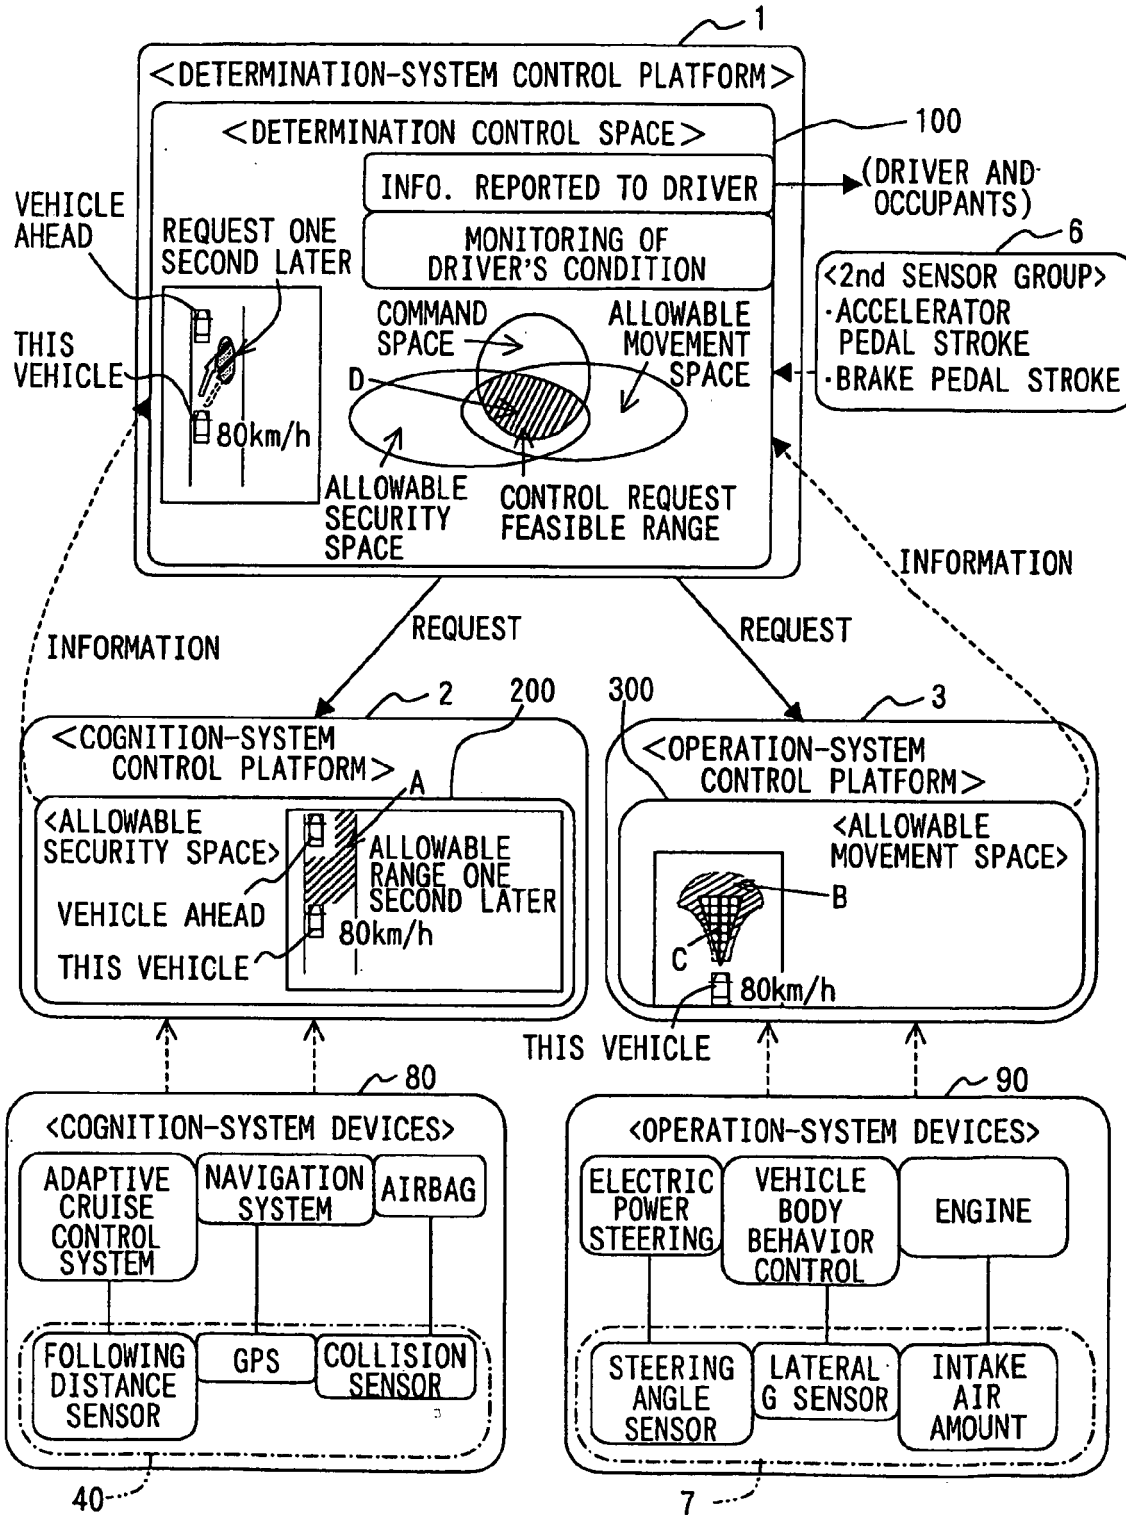 1
<DETERMINATION-SYSTEM CONTROL PLATFORM>
<DETERMINATION CONTROL SPACE>
100
INFO. REPORTED TO DRIVER
(DRIVER AND
OCCUPANTS)
MONITORING OF
DRIVER'S CONDITION
VEHICLE
AHEAD
REQUEST ONE
SECOND LATER
THIS
VEHICLE
80km/h
COMMAND
SPACE
ALLOWABLE
MOVEMENT
SPACE
D
ALLOWABLE
SECURITY
SPACE
CONTROL REQUEST
FEASIBLE RANGE
6
<2nd SENSOR GROUP>
·ACCELERATOR
PEDAL STROKE
·BRAKE PEDAL STROKE
INFORMATION
REQUEST
REQUEST
INFORMATION
2
200
<COGNITION-SYSTEM
CONTROL PLATFORM>
A
<ALLOWABLE
SECURITY SPACE>
ALLOWABLE
RANGE ONE
SECOND LATER
VEHICLE AHEAD
80km/h
THIS VEHICLE
300
3
<OPERATION-SYSTEM
CONTROL PLATFORM>
<ALLOWABLE
MOVEMENT SPACE>
B
C
80km/h
THIS VEHICLE
80
<COGNITION-SYSTEM DEVICES>
ADAPTIVE
CRUISE
CONTROL
SYSTEM
NAVIGATION
SYSTEM
AIRBAG
FOLLOWING
DISTANCE
SENSOR
GPS
COLLISION
SENSOR
40
90
<OPERATION-SYSTEM DEVICES>
ELECTRIC
POWER
STEERING
VEHICLE
BODY
BEHAVIOR
CONTROL
ENGINE
STEERING
ANGLE
SENSOR
LATERAL
G SENSOR
INTAKE
AIR
AMOUNT
7